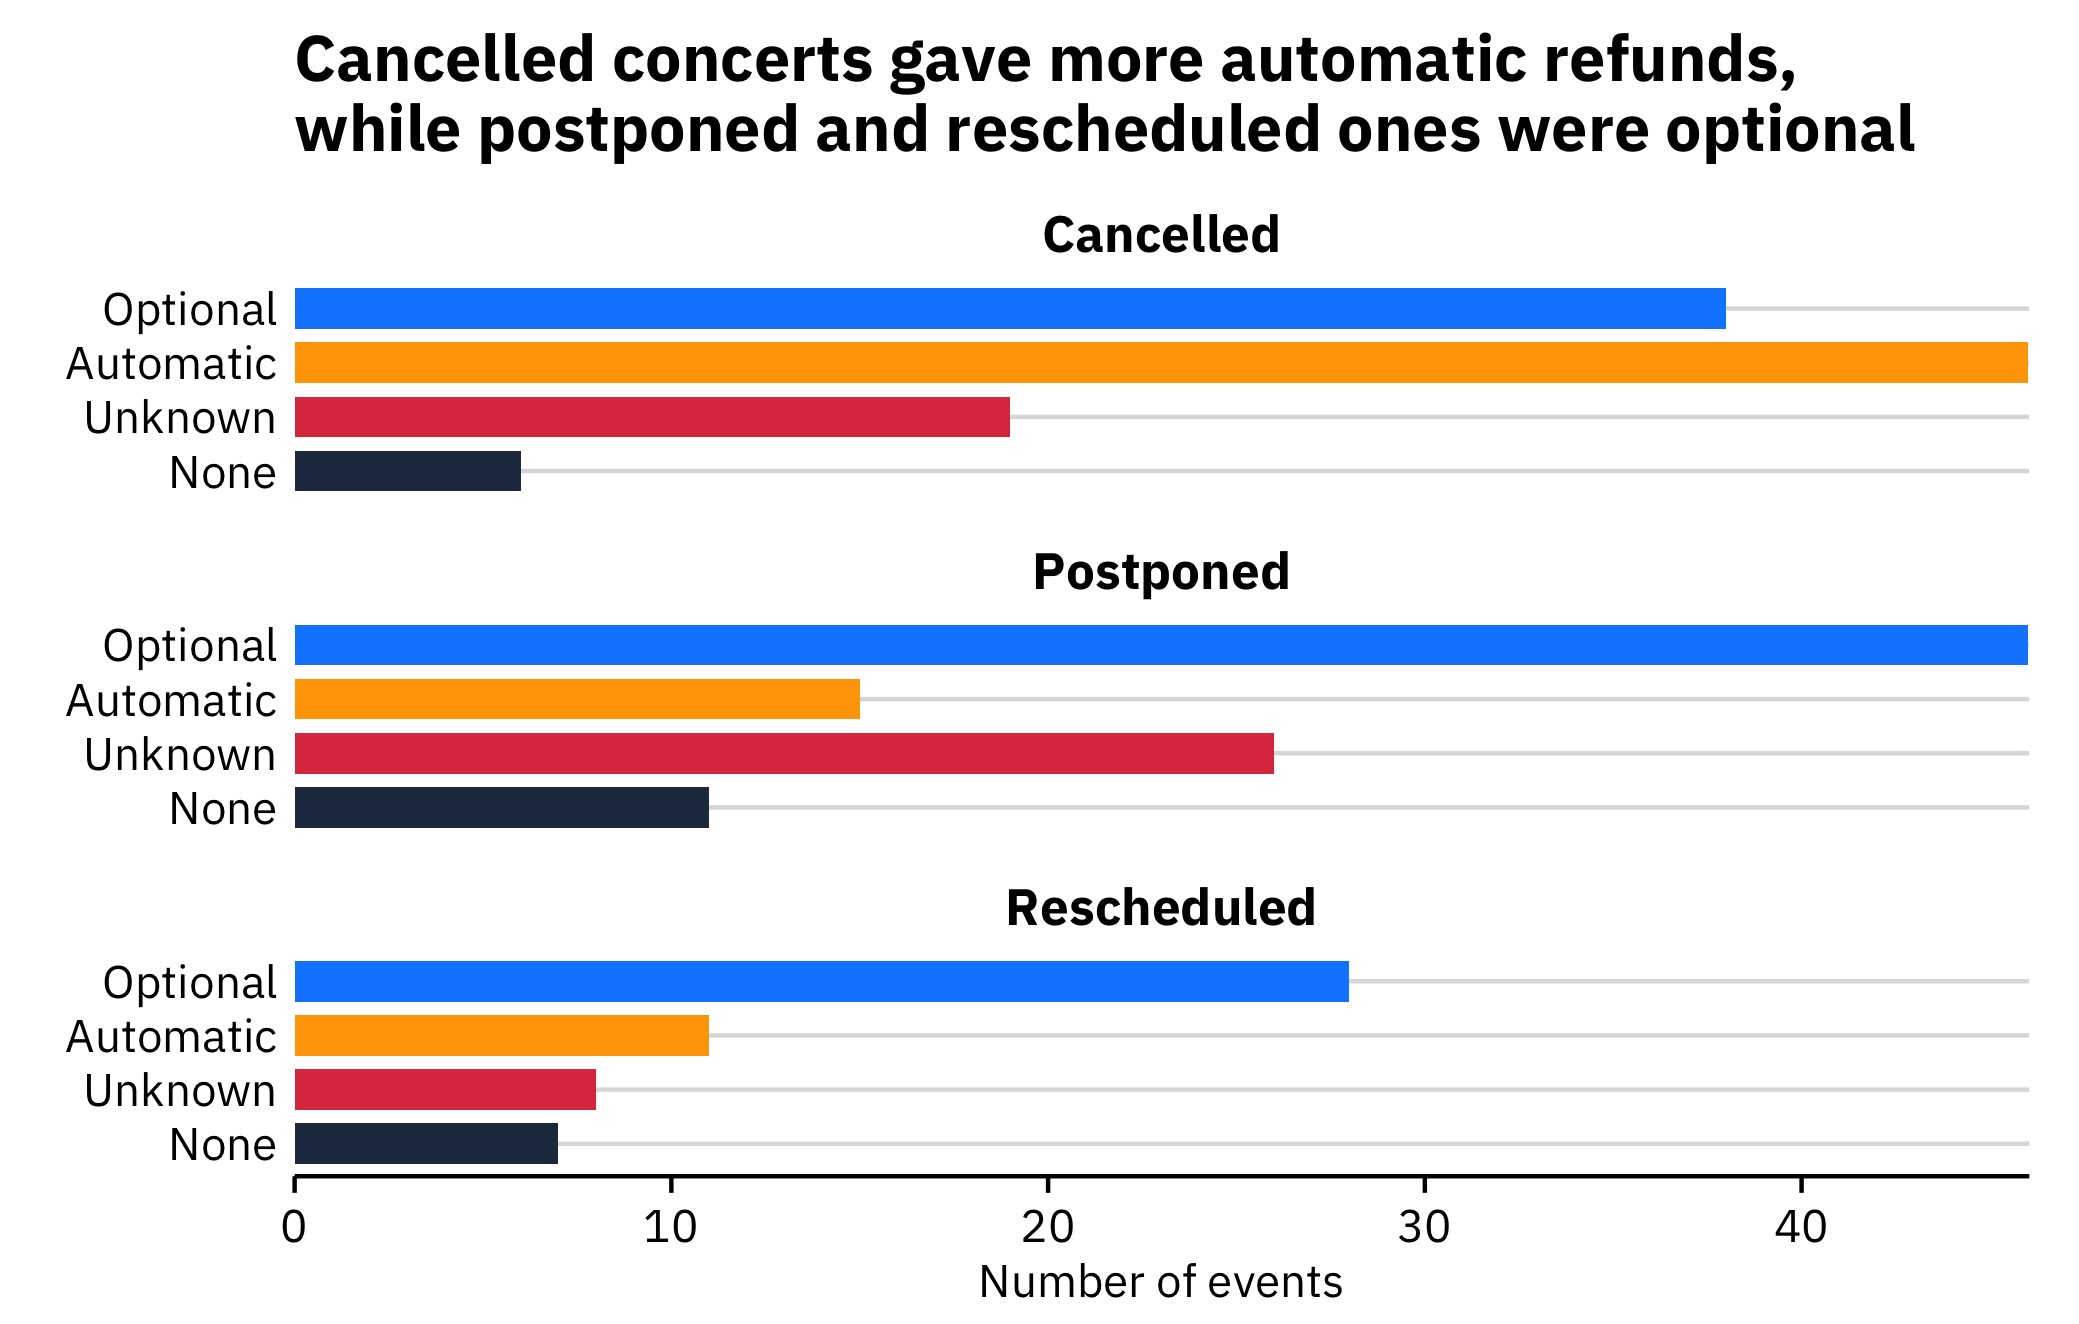 Cancelled concerts gave more automatic refunds,
while postponed and rescheduled ones were optional
Cancelled
Optional
Automatic
Unknown
None
Postponed
Optional
Automatic
Unknown
None
Rescheduled
Optional
Automatic
Unknown
None
0 10 20 30 40
Number of events